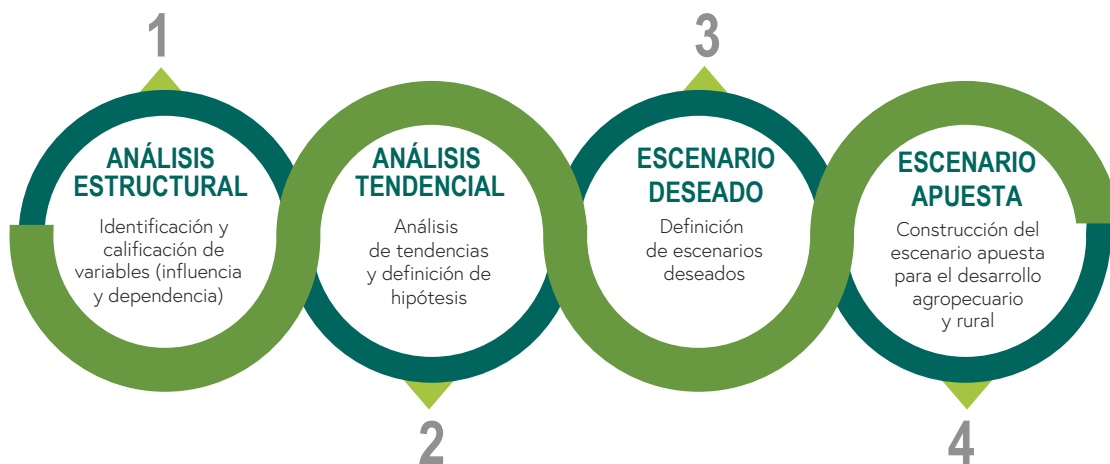 1
ANÁLISIS
ESTRUCTURAL
Identificación y
calificación de
variables (influencia
y dependencia)
2
ANÁLISIS
TENDENCIAL
Análisis
de tendencias
y definición de
hipótesis
3
ESCENARIO
DESEADO
Definición
de escenarios
deseados
4
ESCENARIO
APUESTA
Construcción del
escenario apuesta
para el desarrollo
agropecuario
y rural